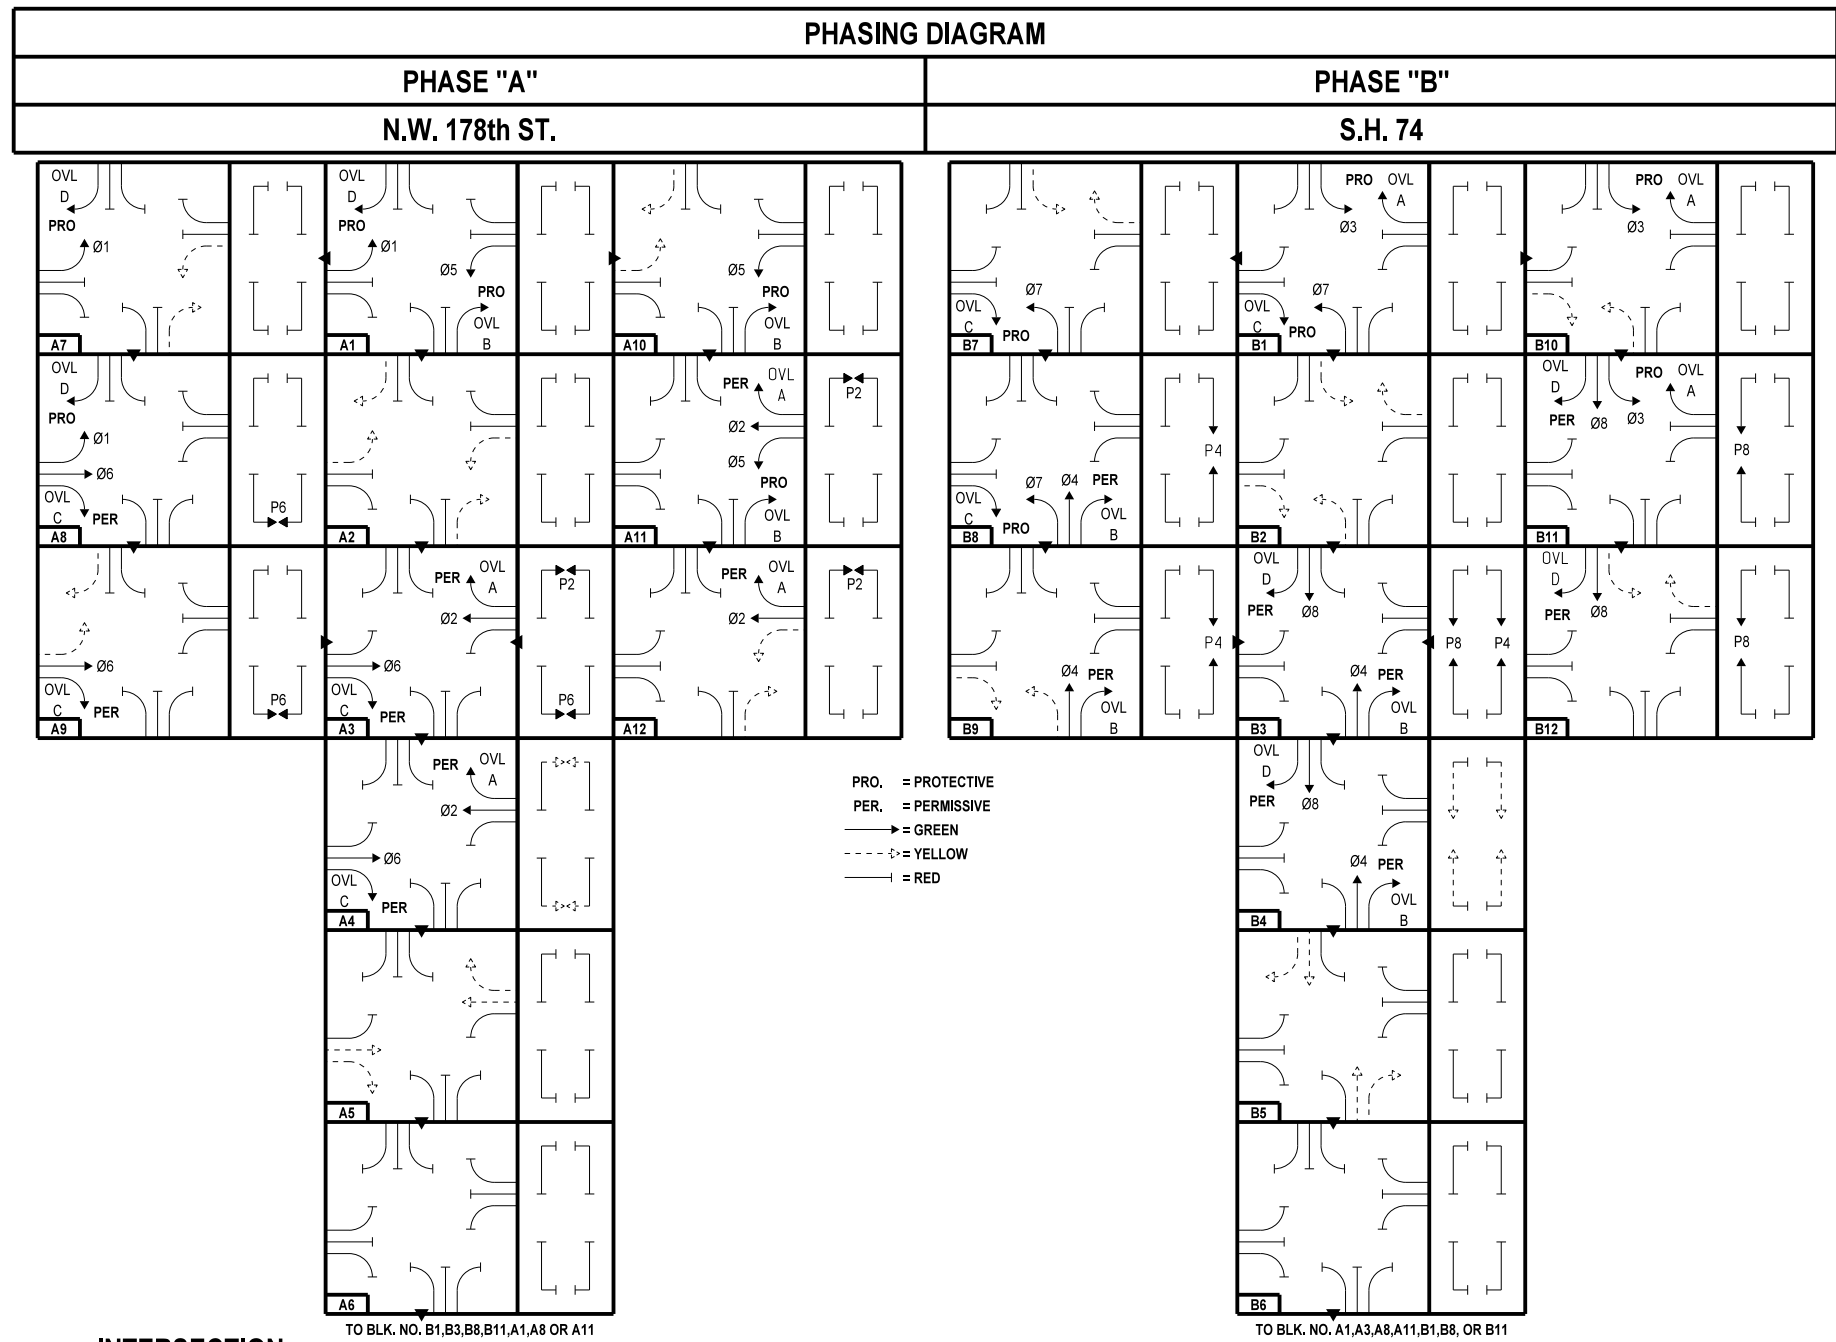 PHASING DIAGRAM
PHASE "A"
PHASE "B"
N.W. 178th ST.
S.H. 74
OVL
D
PRO
Ø1
A7
OVL
D
PRO
Ø1
Ø5
PRO
OVL
B
A1
Ø5
PRO
OVL
B
A10
Ø7
OVL
C
PRO
B7
PRO
OVL
A
Ø3
Ø7
OVL
C
PRO
B1
PRO
OVL
A
Ø3
B10
OVL
D
PRO
Ø1
Ø6
OVL
C
PER
A8
P6
A2
PER
OVL
A
Ø2
Ø5
PRO
OVL
B
A11
P2
Ø7
Ø4
PER
OVL
C
PRO
OVL
B
B8
P4
B2
OVL
D
PER
Ø8
Ø3
PRO
OVL
A
B11
P8
Ø6
OVL
C
PER
A9
P6
PER
OVL
A
Ø2
Ø6
OVL
C
PER
A3
P2
P6
PER
OVL
A
Ø2
A12
P2
Ø4
PER
OVL
B
B9
P4
OVL
D
PER
Ø8
Ø4
PER
OVL
B
B3
P8
P4
OVL
D
PER
Ø8
B12
P8
PER
OVL
A
Ø2
Ø6
OVL
C
PER
A4
PRO. = PROTECTIVE
PER. = PERMISSIVE
= GREEN
= YELLOW
= RED
OVL
D
PER
Ø8
Ø4
PER
OVL
B
B4
A5
B5
A6
B6
TO BLK. NO. B1,B3,B8,B11,A1,A8 OR A11
TO BLK. NO. A1,A3,A8,A11,B1,B8, OR B11
INTERSECTION